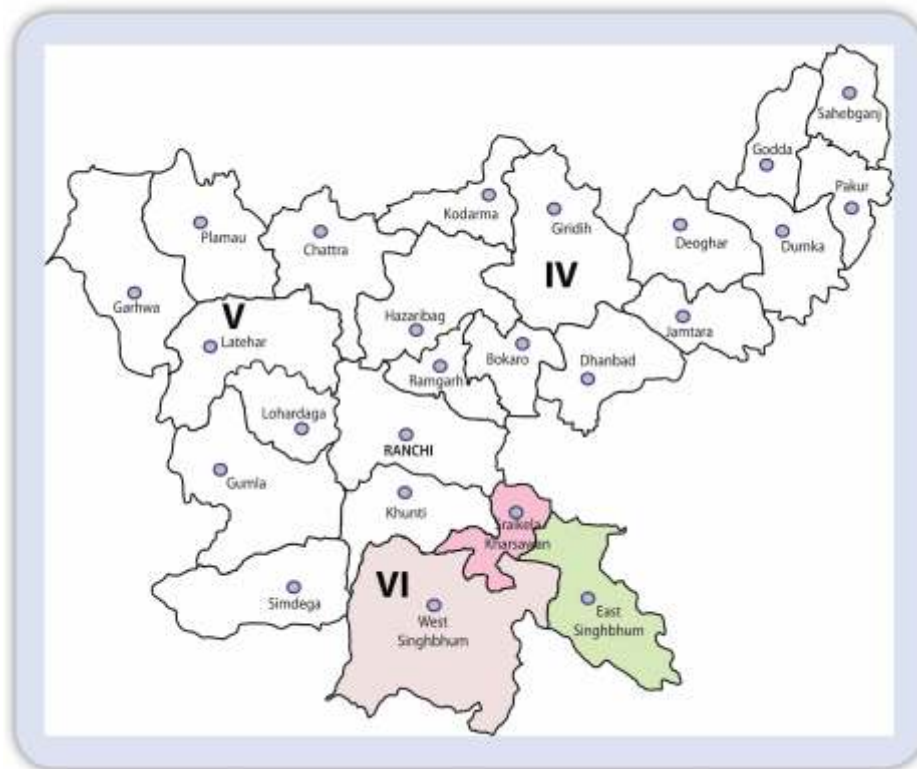 Sahebganj
Godda
Pakur
Kodarma
Giridih
Plamau
Chattra
Deoghar
Dumka
IV
Garhwa
V
Hazaribag
Jamtara
Latehar
Bokaro
Dhanbad
Ramgarh
Lohardaga
RANCHI
Gumla
Khunti
Sraikela
Kharsawan
VI
Simdega
West
Singhbhum
East
Singhbhum